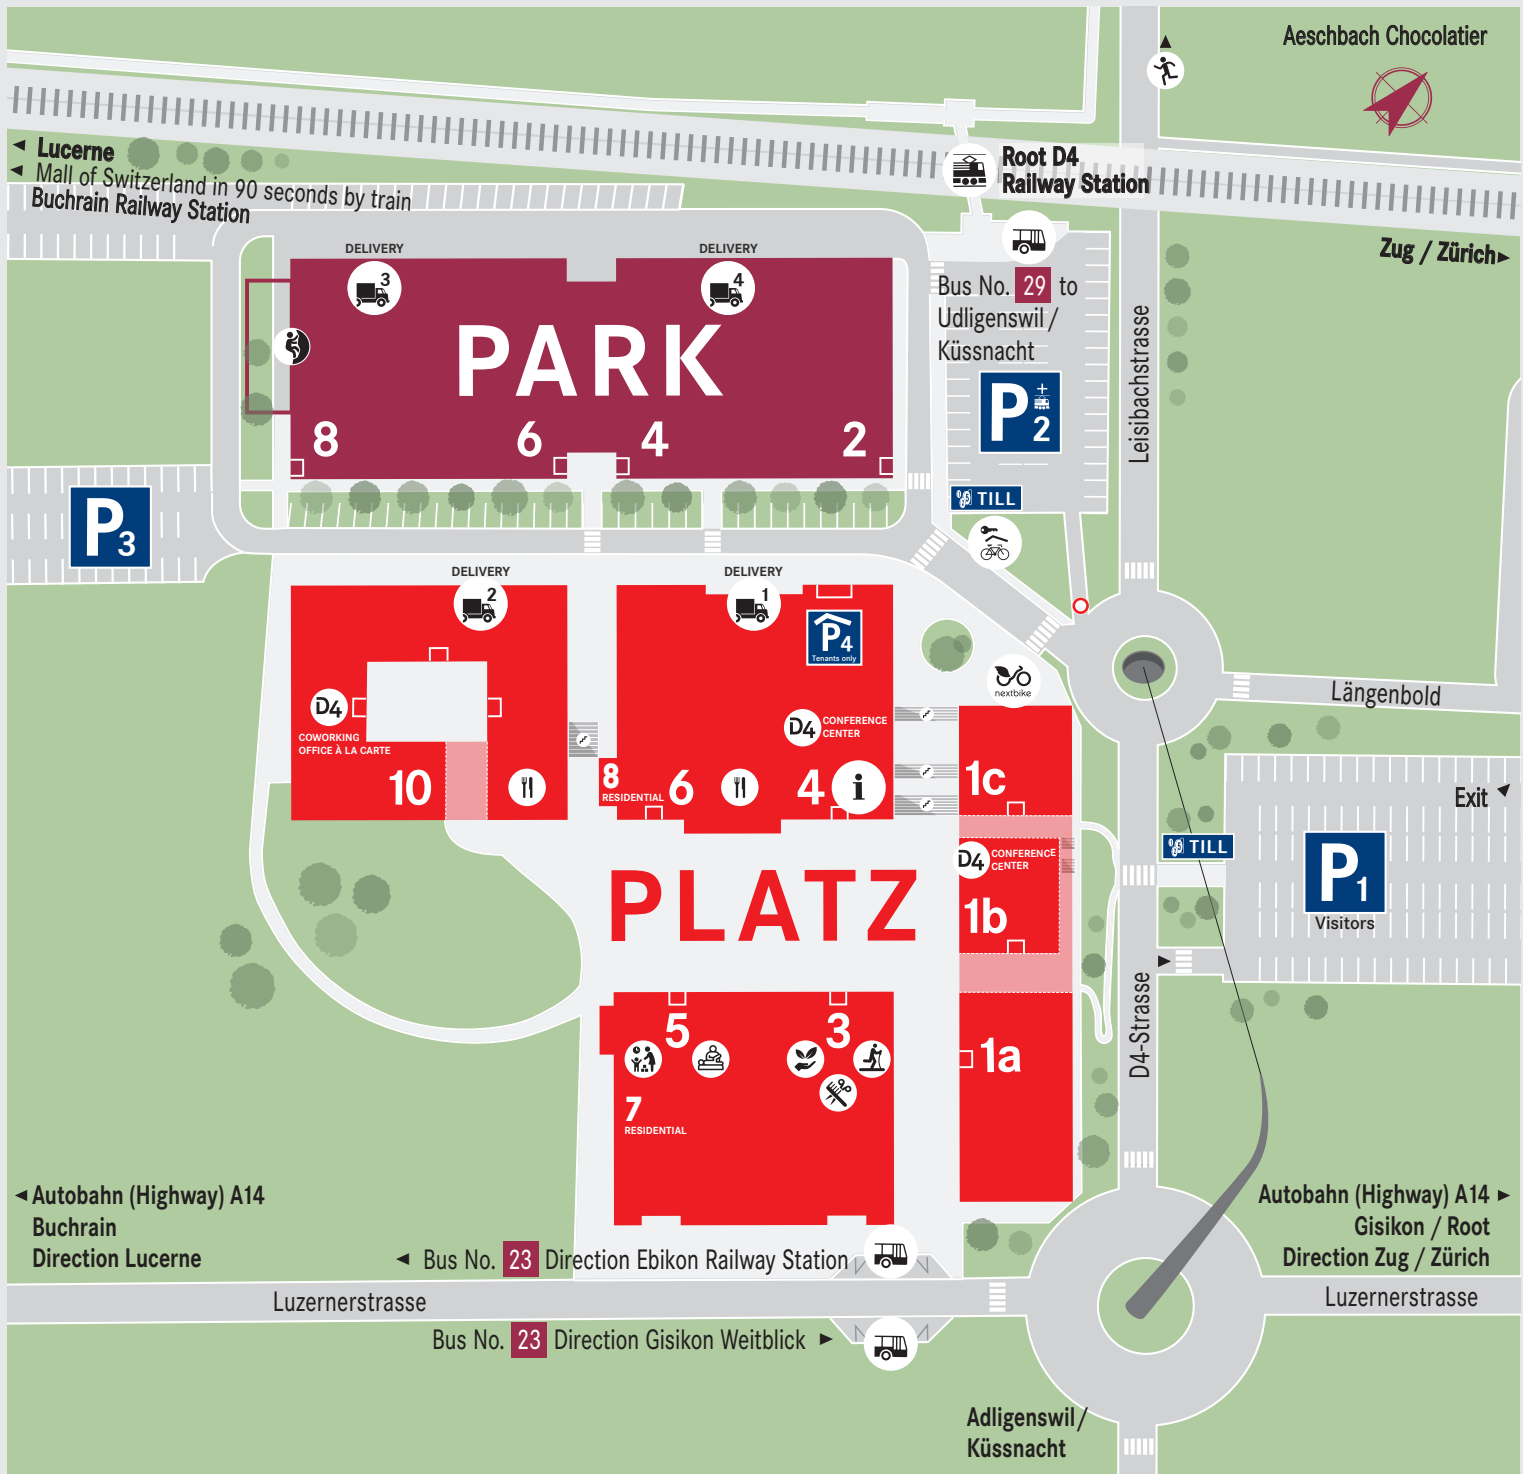 Aeschbach Chocolatier
Root D4
Railway Station
Lucerne
Mall of Switzerland in 90 seconds by train
Buchrain Railway Station
Zug / Zürich
DELIVERY
3
DELIVERY
4
PARK
8
6
4
2
Bus No. 29 to
Udligenswil /
Küssnacht
P+
2
TILL
Leisibachstrasse
P3
DELIVERY
2
DELIVERY
1
P4
Tenants only
nextbike
Längenbold
D4
COWORKING
OFFICE À LA CARTE
10
D4 CONFERENCE
CENTER
8
RESIDENTIAL
6
4
i
1c
D4 CONFERENCE
CENTER
1b
PLATZ
Exit
TILL
P1
Visitors
D4-Strasse
5
3
7
RESIDENTIAL
1a
Autobahn (Highway) A14
Buchrain
Direction Lucerne
Autobahn (Highway) A14
Gisikon / Root
Direction Zug / Zürich
Bus No. 23 Direction Ebikon Railway Station
Luzernerstrasse
Luzernerstrasse
Bus No. 23 Direction Gisikon Weitblick
Adligenswil /
Küssnacht